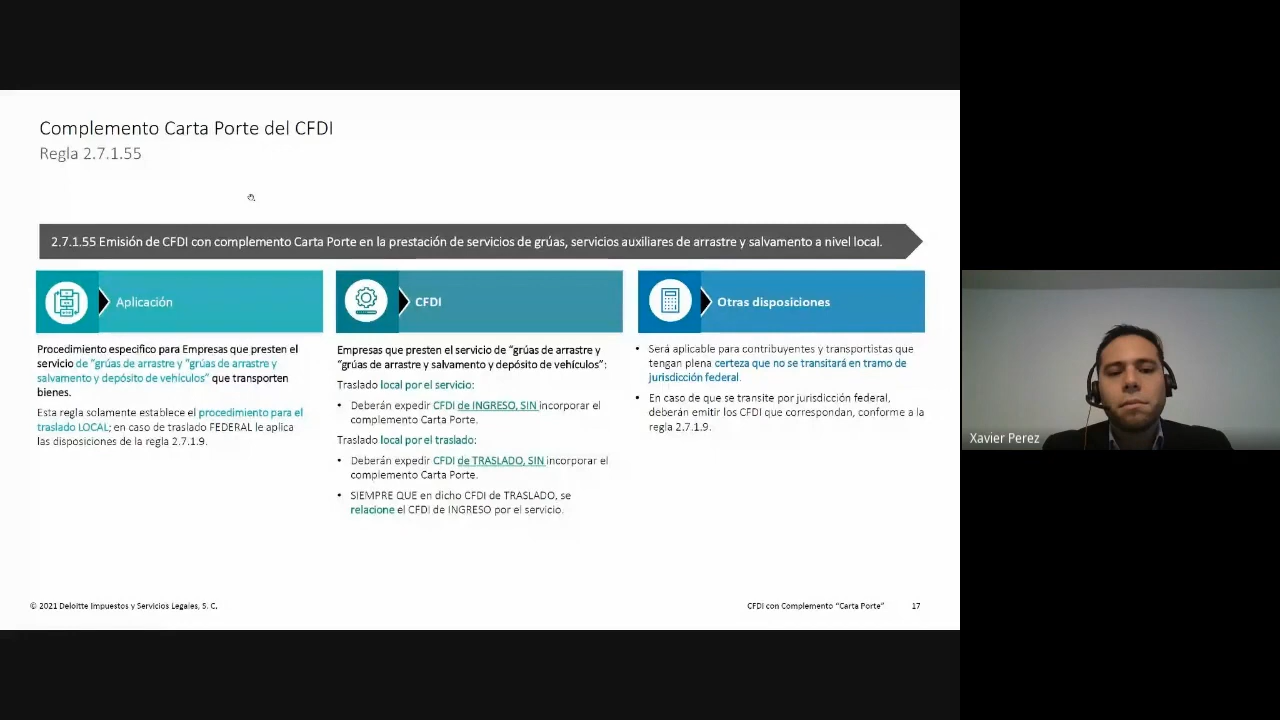 Complemento Carta Porte del CFDI
Regla 2.7.1.55
2.7.1.55 Emisión de CFDI con complemento Carta Porte en la prestación de servicios de grúas, servicios auxiliares de arrastre y salvamento a nivel local.
Aplicación
Procedimiento especifico para Empresas que presten el
servicio de “grúas de arrastre y “grúas de arrastre y
salvamento y depósito de vehículos” que transporten
bienes.
Esta regla solamente establece el procedimiento para el
traslado LOCAL; en caso de traslado FEDERAL le aplica
las disposiciones de la regla 2.7.1.9.
CFDI
Empresas que presten el servicio de “grúas de arrastre y
“grúas de arrastre y salvamento y depósito de vehículos”:
Traslado local por el servicio:
• Deberán expedir CFDI de INGRESO, SIN incorporar el
complemento Carta Porte.
Traslado local por el traslado:
• Deberán expedir CFDI de TRASLADO, SIN incorporar el
complemento Carta Porte.
• SIEMPRE QUE en dicho CFDI de TRASLADO, se
relacione el CFDI de INGRESO por el servicio.
Otras disposiciones
• Será aplicable para contribuyentes y transportistas que
tengan plena certeza que no se transitará en tramo de
jurisdicción federal.
• En caso de que se transite por jurisdicción federal,
deberán emitir los CFDI que correspondan, conforme a la
regla 2.7.1.9.
Xavier Perez
© 2021 Deloitte Impuestos y Servicios Legales, S. C.
CFDI con Complemento “Carta Porte” 17